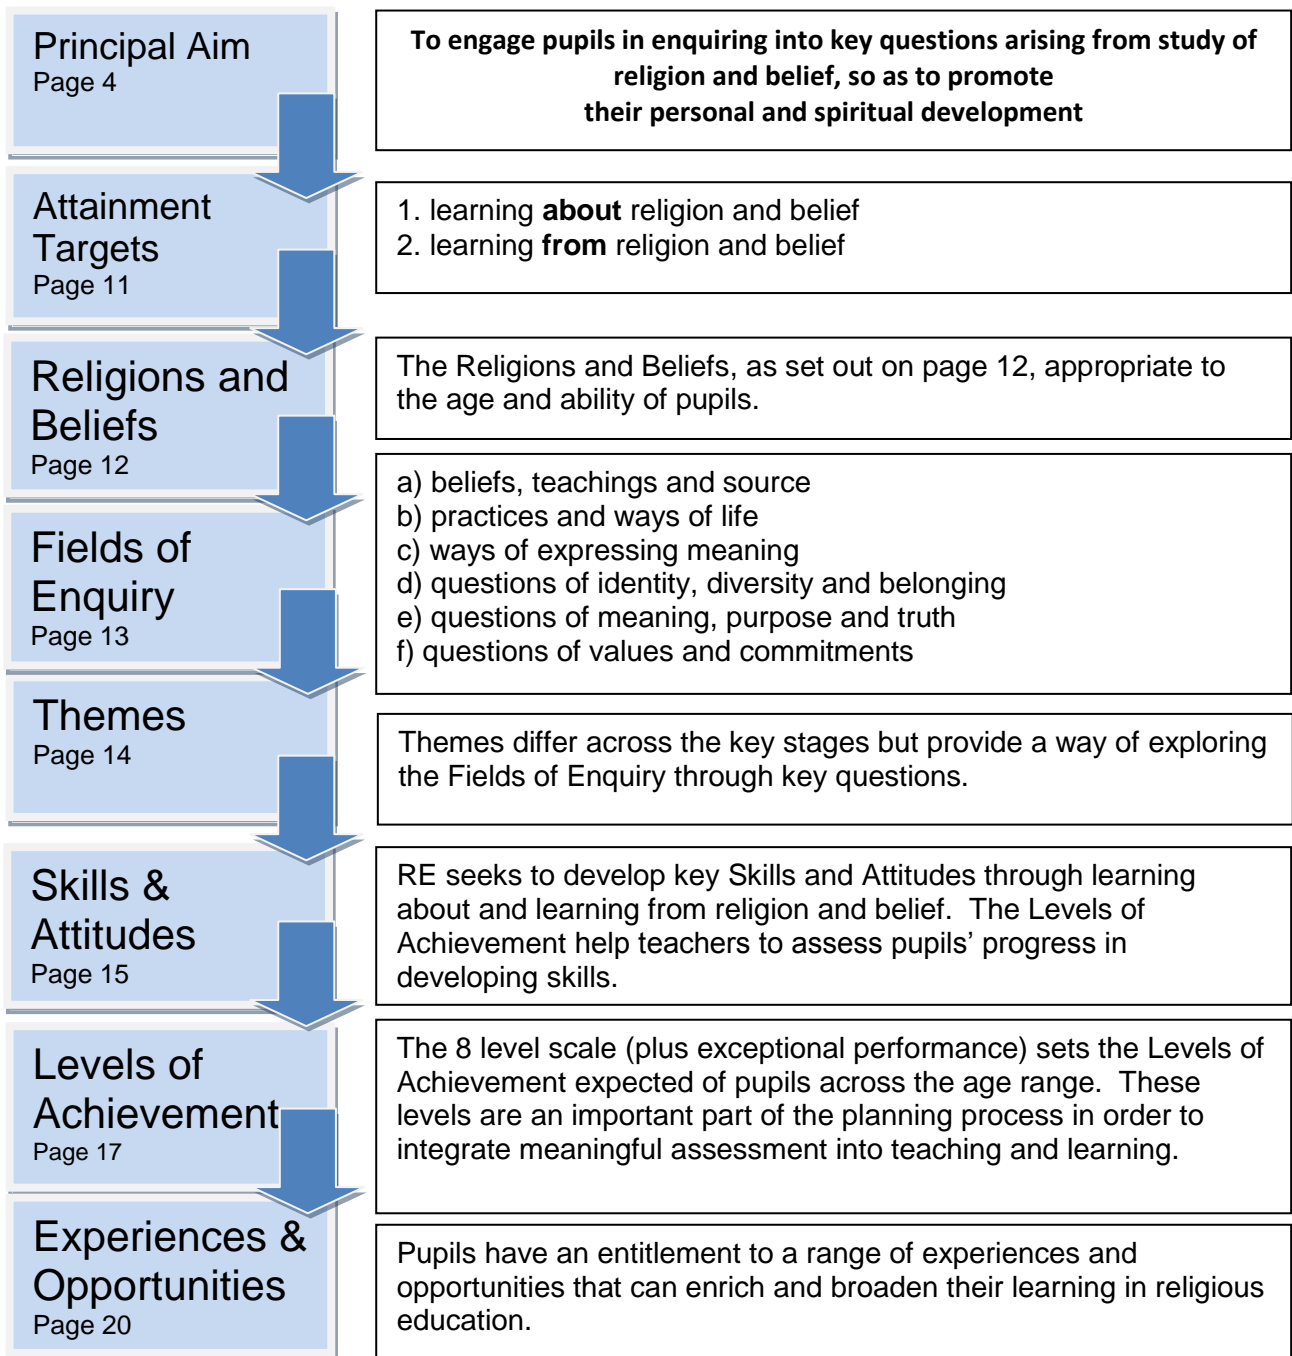 Principal Aim
Page 4
To engage pupils in enquiring into key questions arising from study of
religion and belief, so as to promote
their personal and spiritual development
Attainment
Targets
Page 11
1. learning about religion and belief
2. learning from religion and belief
Religions and
Beliefs
Page 12
The Religions and Beliefs, as set out on page 12, appropriate to
the age and ability of pupils.
Fields of
Enquiry
Page 13
a) beliefs, teachings and source
b) practices and ways of life
c) ways of expressing meaning
d) questions of identity, diversity and belonging
e) questions of meaning, purpose and truth
f) questions of values and commitments
Themes
Page 14
Themes differ across the key stages but provide a way of exploring
the Fields of Enquiry through key questions.
Skills &
Attitudes
Page 15
RE seeks to develop key Skills and Attitudes through learning
about and learning from religion and belief.  The Levels of
Achievement help teachers to assess pupils’ progress in
developing skills.
Levels of
Achievement
Page 17
The 8 level scale (plus exceptional performance) sets the Levels of
Achievement expected of pupils across the age range.  These
levels are an important part of the planning process in order to
integrate meaningful assessment into teaching and learning.
Experiences &
Opportunities
Page 20
Pupils have an entitlement to a range of experiences and
opportunities that can enrich and broaden their learning in religious
education.